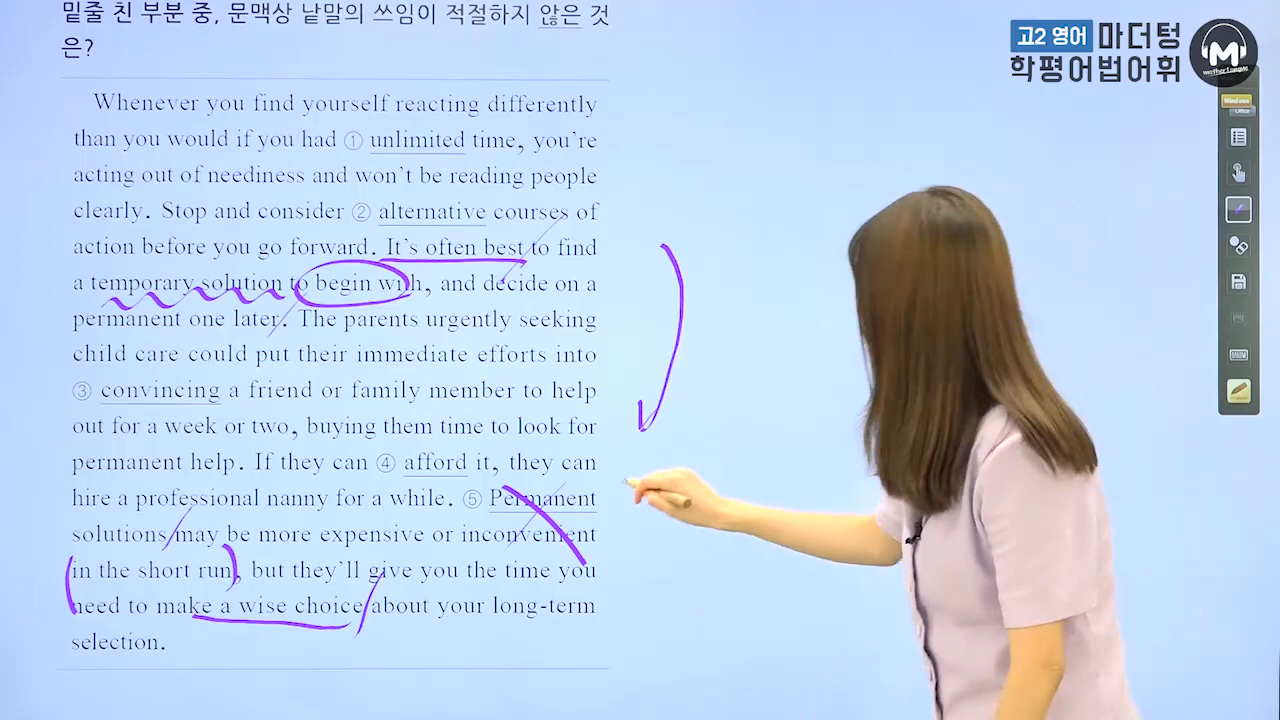 밑줄 친 부분 중, 문맥상 낱말의 쓰임이 적절하지 않은 것
은?
고2 영어 마더텅
학평어법어휘
M
mother tongue
Whenever you find yourself reacting differently
than you would if you had ① unlimited time, you're
acting out of neediness and won't be reading people
clearly. Stop and consider ② alternative courses of
action before you go forward. It's often best to find
a temporary solution to begin with, and decide on a
permanent one later. The parents urgently seeking
child care could put their immediate efforts into
③ convincing a friend or family member to help
out for a week or two, buying them time to look for
permanent help. If they can ④ afford it, they can
hire a professional nanny for a while. ⑤ Permanent
solutions may be more expensive or inconvenient
in the short run, but they'll give you the time you
need to make a wise choice about your long-term
selection.